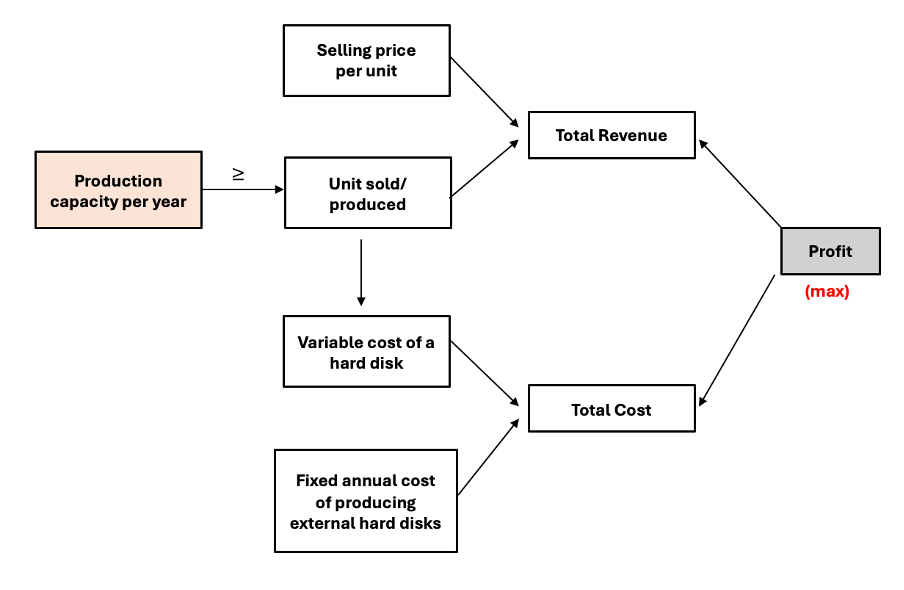 Selling price
per unit
Total Revenue
Production
capacity per year
≥
Unit sold/
produced
Profit
(max)
Variable cost of a
hard disk
Total Cost
Fixed annual cost
of producing
external hard disks